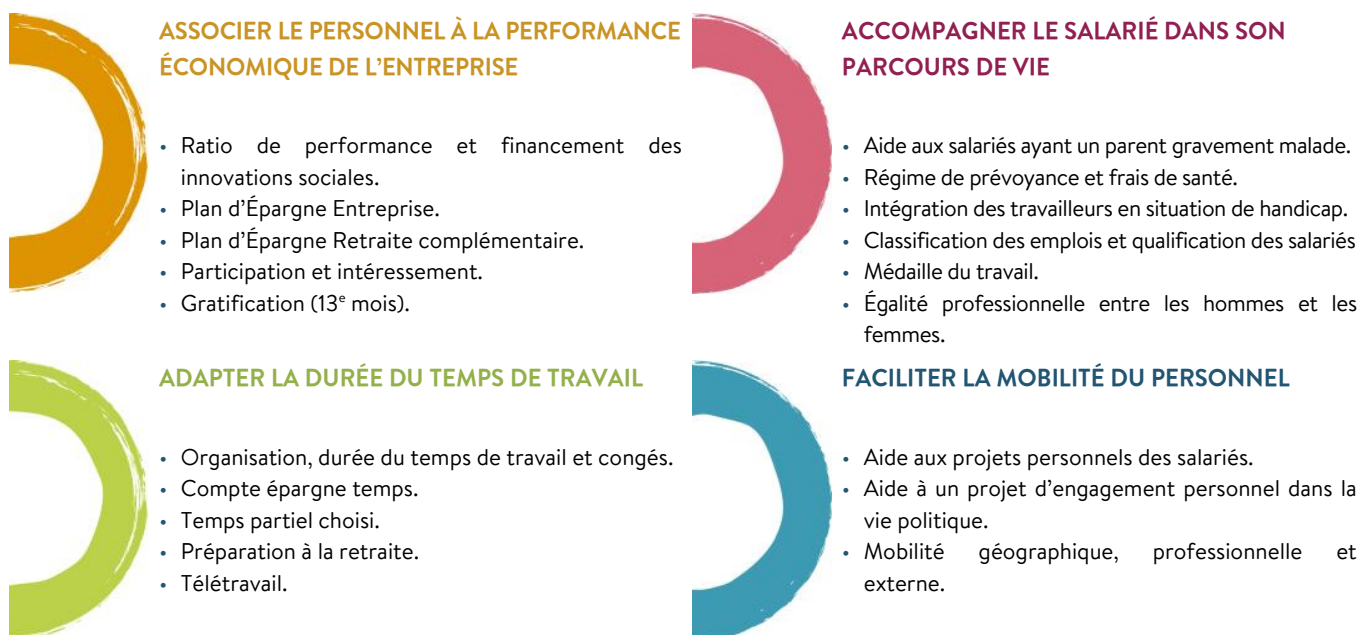 ASSOCIER LE PERSONNEL À LA PERFORMANCE
ÉCONOMIQUE DE L’ENTREPRISE
• Ratio de performance et financement des
innovations sociales.
• Plan d’Épargne Entreprise.
• Plan d’Épargne Retraite complémentaire.
• Participation et intéressement.
• Gratification (13e mois).
ACCOMPAGNER LE SALARIÉ DANS SON
PARCOURS DE VIE
• Aide aux salariés ayant un parent gravement malade.
• Régime de prévoyance et frais de santé.
• Intégration des travailleurs en situation de handicap.
• Classification des emplois et qualification des salariés
• Médaille du travail.
• Égalité professionnelle entre les hommes et les
femmes.
ADAPTER LA DURÉE DU TEMPS DE TRAVAIL
• Organisation, durée du temps de travail et congés.
• Compte épargne temps.
• Temps partiel choisi.
• Préparation à la retraite.
• Télétravail.
FACILITER LA MOBILITÉ DU PERSONNEL
• Aide aux projets personnels des salariés.
• Aide à un projet d’engagement personnel dans la
vie politique.
• Mobilité géographique, professionnelle et
externe.